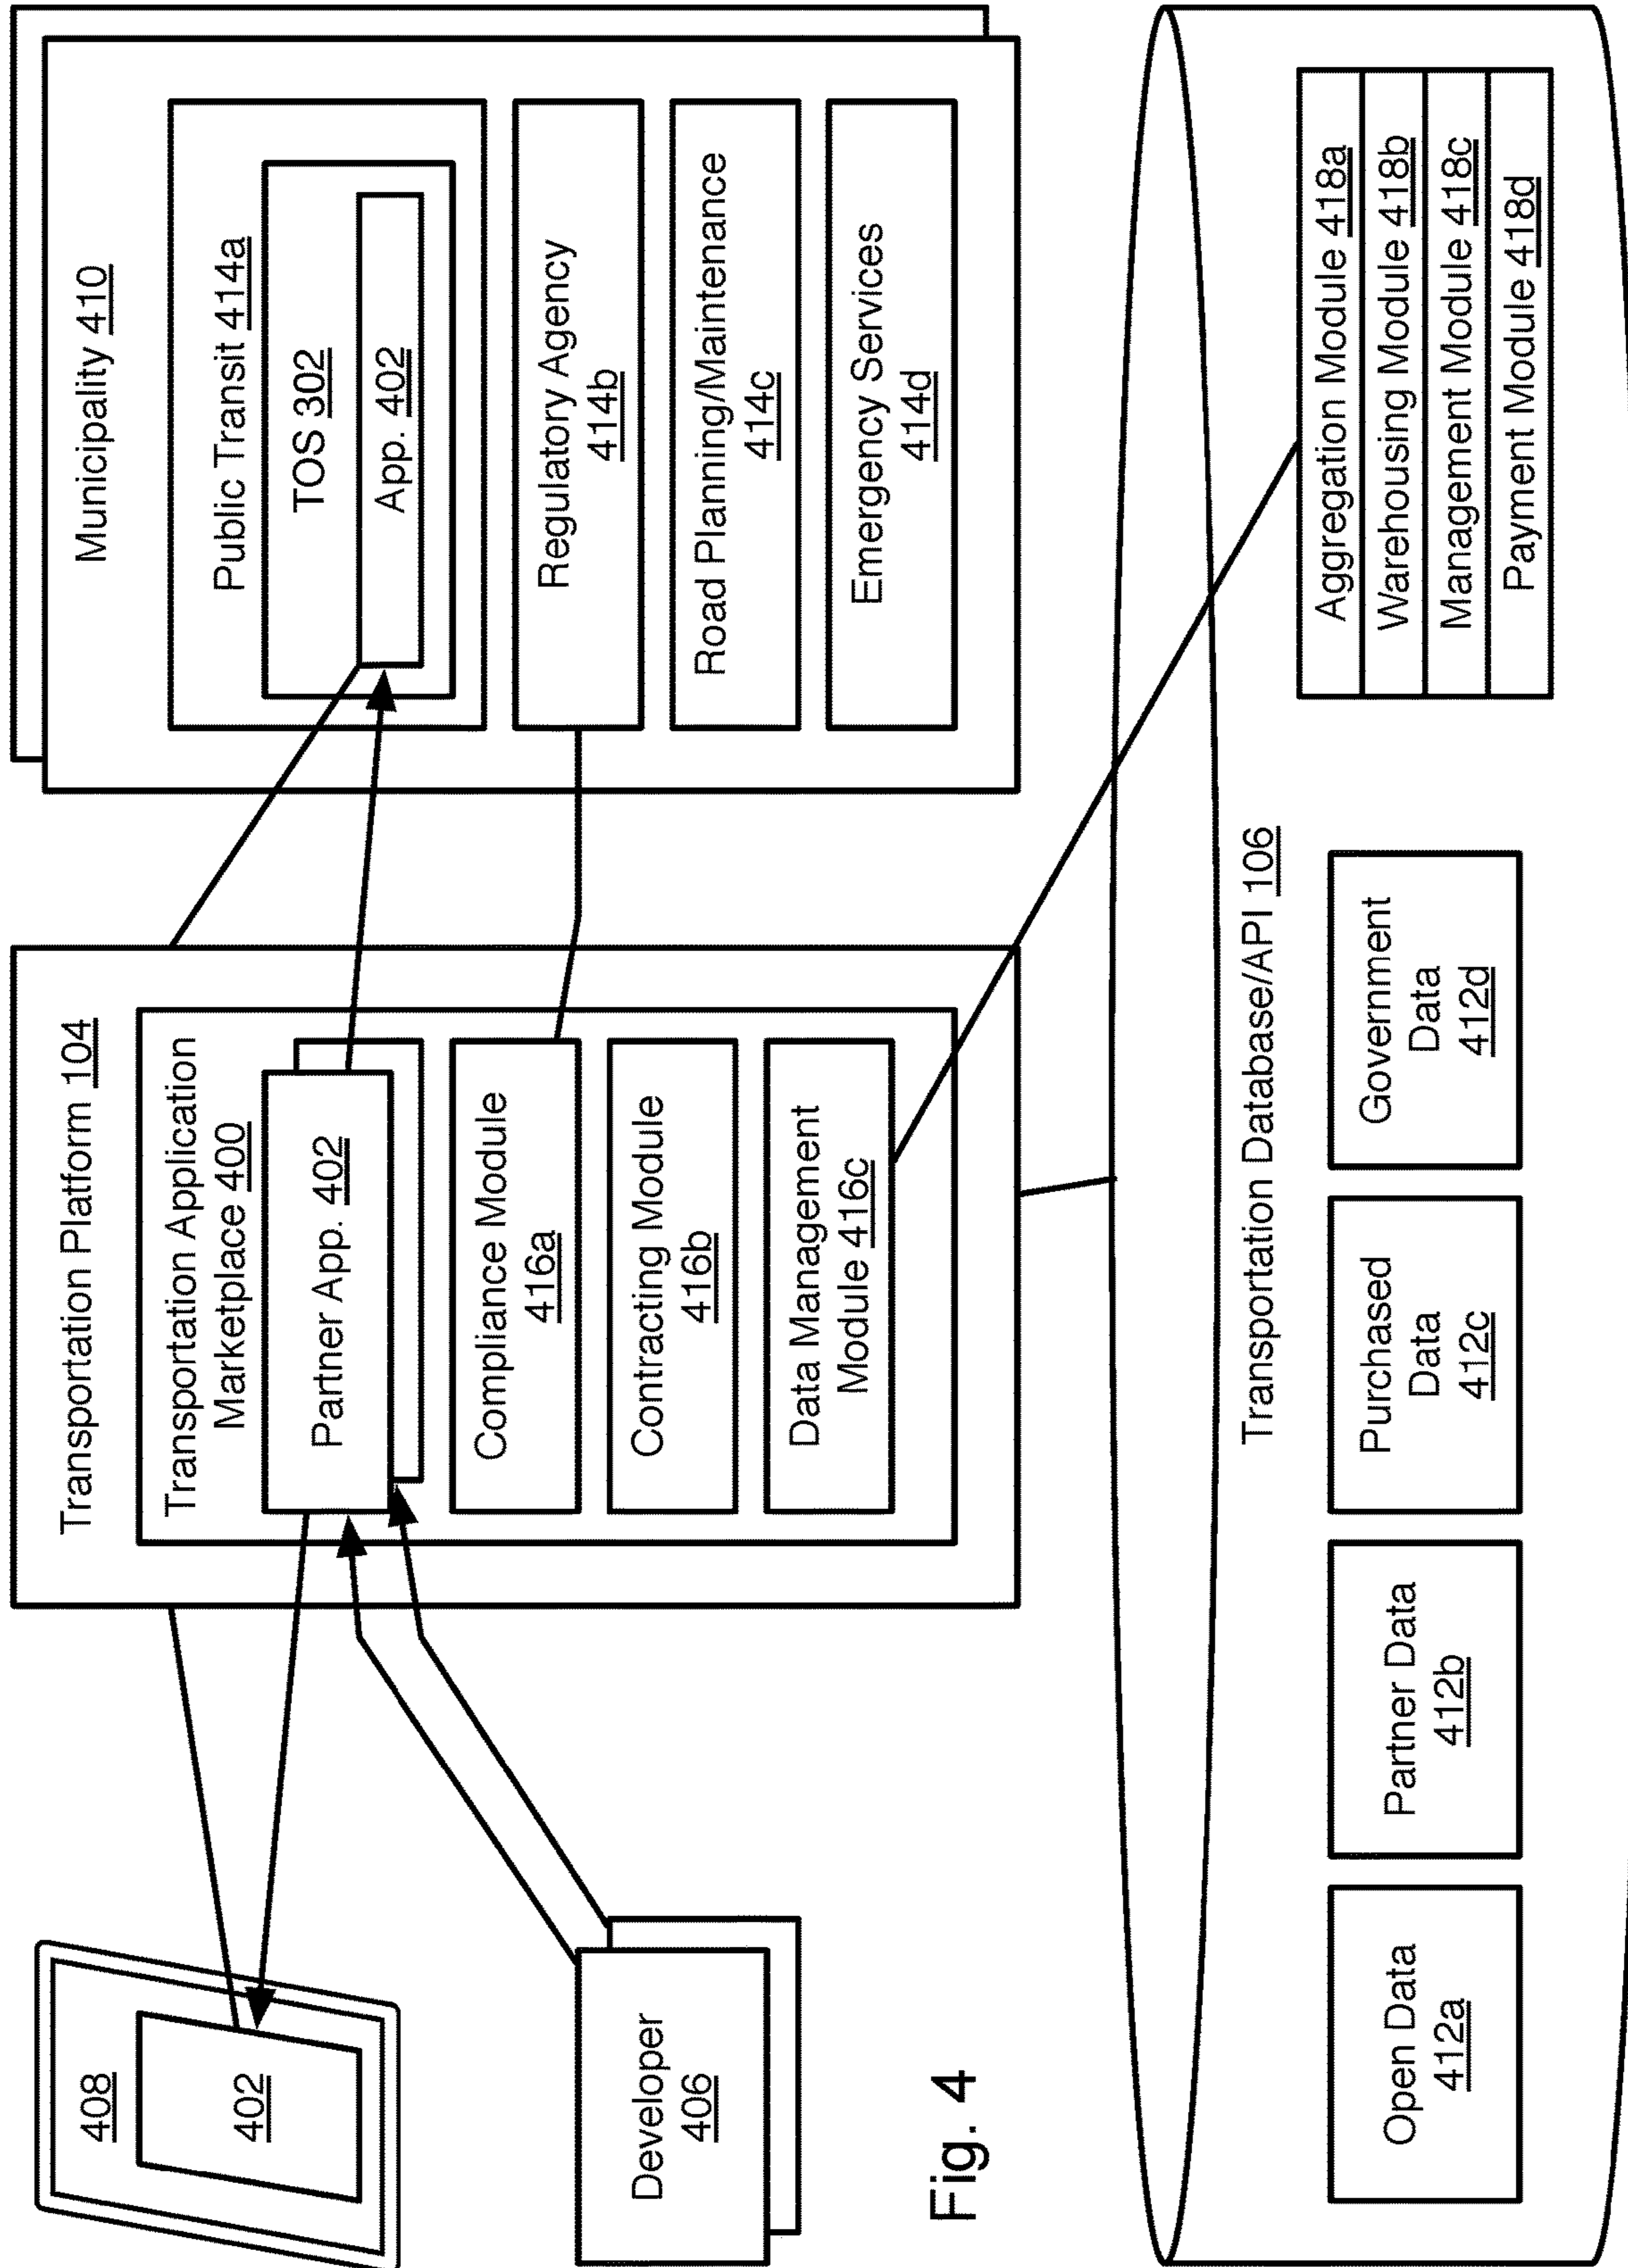 408
402
Developer
406
Fig. 4
Transportation Platform 104
Transportation Application
Marketplace 400
Partner App. 402
Compliance Module
416a
Contracting Module
416b
Data Management
Module 416c
Municipality 410
Public Transit 414a
TOS 302
App. 402
Regulatory Agency
414b
Road Planning/Maintenance
414c
Emergency Services
414d
Transportation Database/API 106
Open Data
412a
Partner Data
412b
Purchased
Data
412c
Government
Data
412d
Aggregation Module 418a
Warehousing Module 418b
Management Module 418c
Payment Module 418d